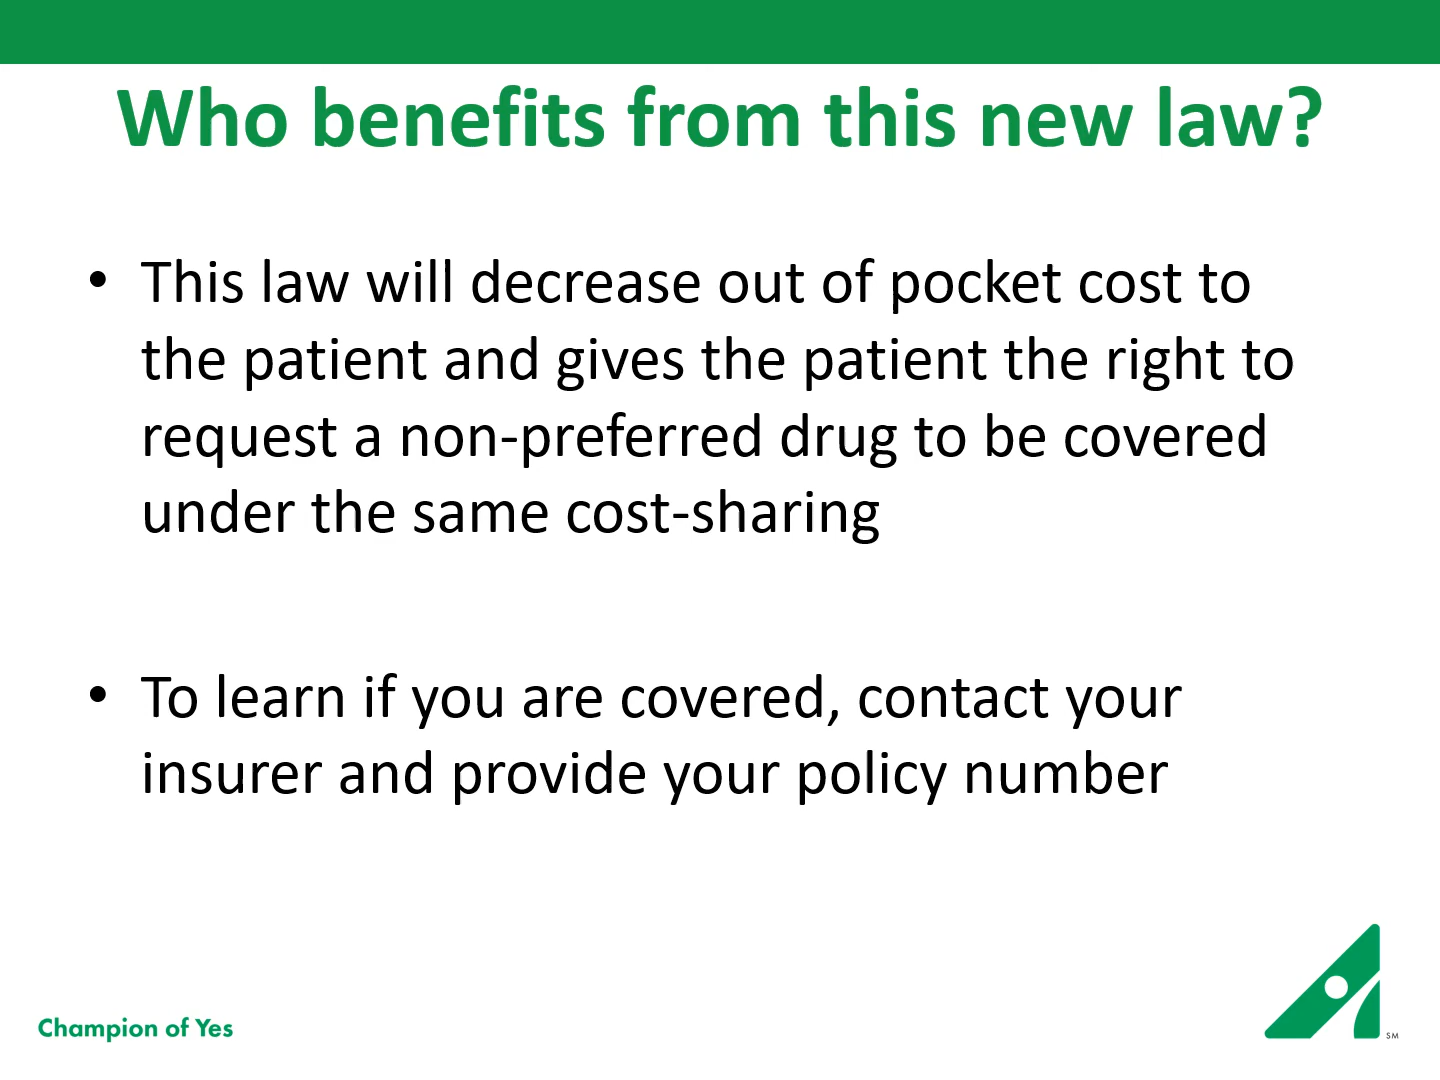 Who benefits from this new law?
• This law will decrease out of pocket cost to
the patient and gives the patient the right to
request a non-preferred drug to be covered
under the same cost-sharing
• To learn if you are covered, contact your
insurer and provide your policy number
Champion of Yes
SM